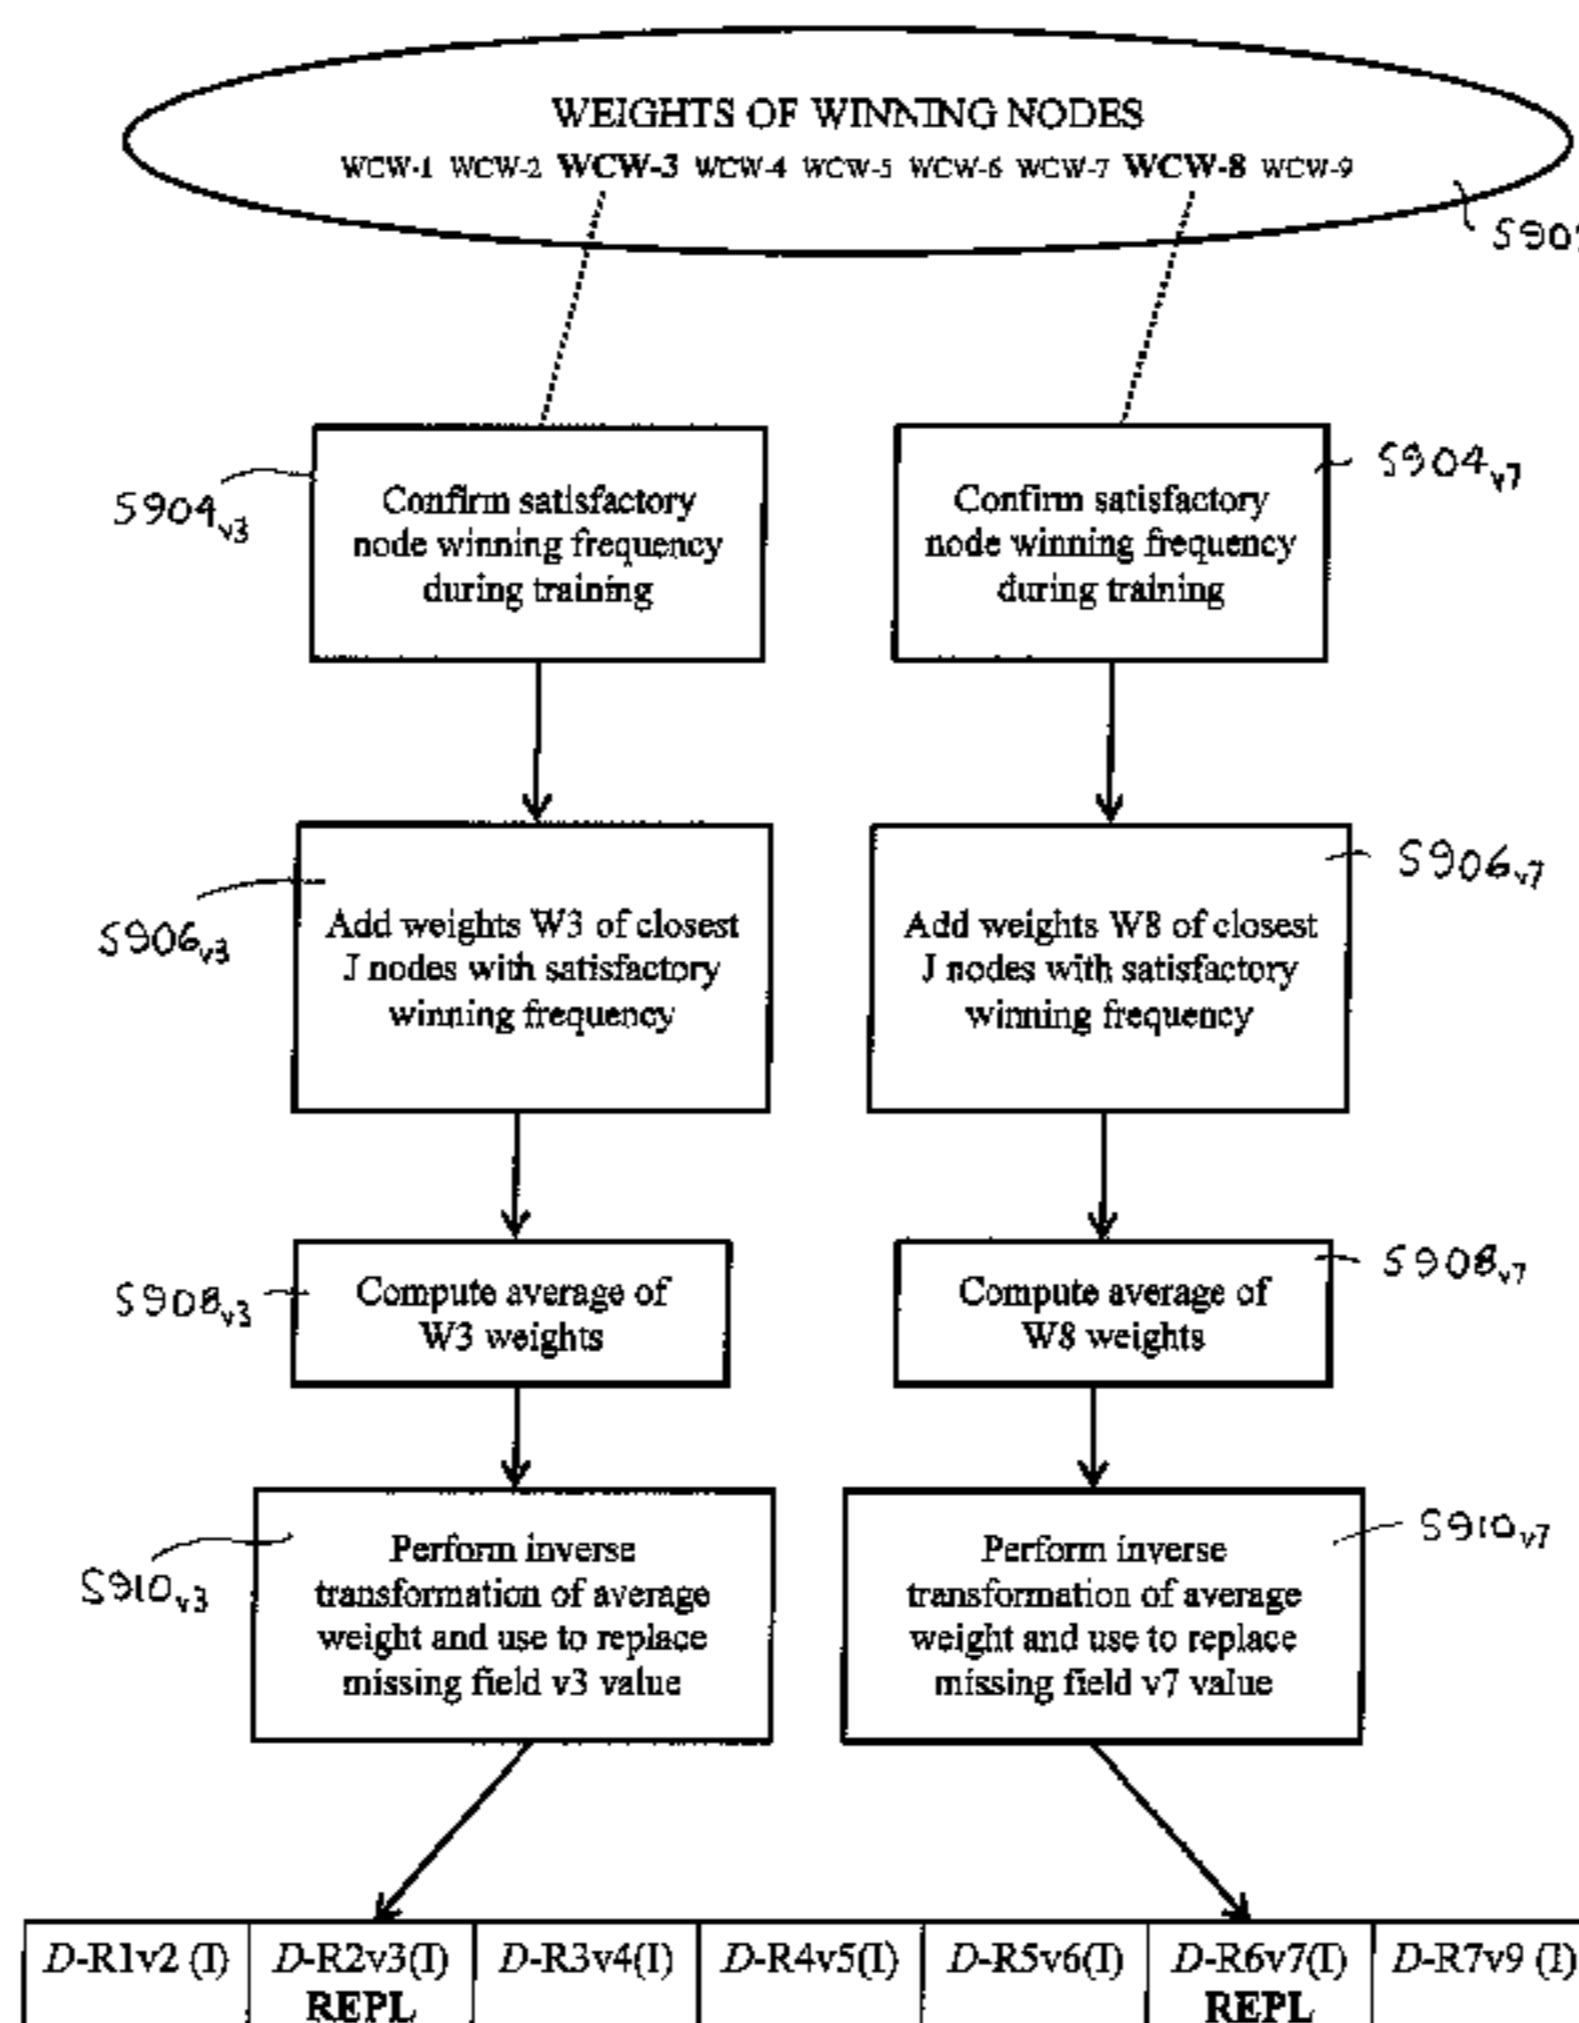 WEIGHTS OF WINNING NODES
WCW-1 WCW-2 WCW-3 WCW-4 WCW-5 WCW-6 WCW-7 WCW-8 WCW-9
S904v3
Confirm satisfactory
node winning frequency
during training
Confirm satisfactory
node winning frequency
during training
S904v7
S906v3
Add weights W3 of closest
J nodes with satisfactory
winning frequency
Add weights W8 of closest
J nodes with satisfactory
winning frequency
S906v7
S908v3
Compute average of
W3 weights
Compute average of
W8 weights
S908v7
S910v3
Perform inverse
transformation of average
weight and use to replace
missing field v3 value
Perform inverse
transformation of average
weight and use to replace
missing field v7 value
S910v7
D-R1v2 (I) D-R2v3(I) D-R3v4(I) D-R4v5(I) D-R5v6(I) D-R6v7(I) D-R7v9 (I)
REPL REPL